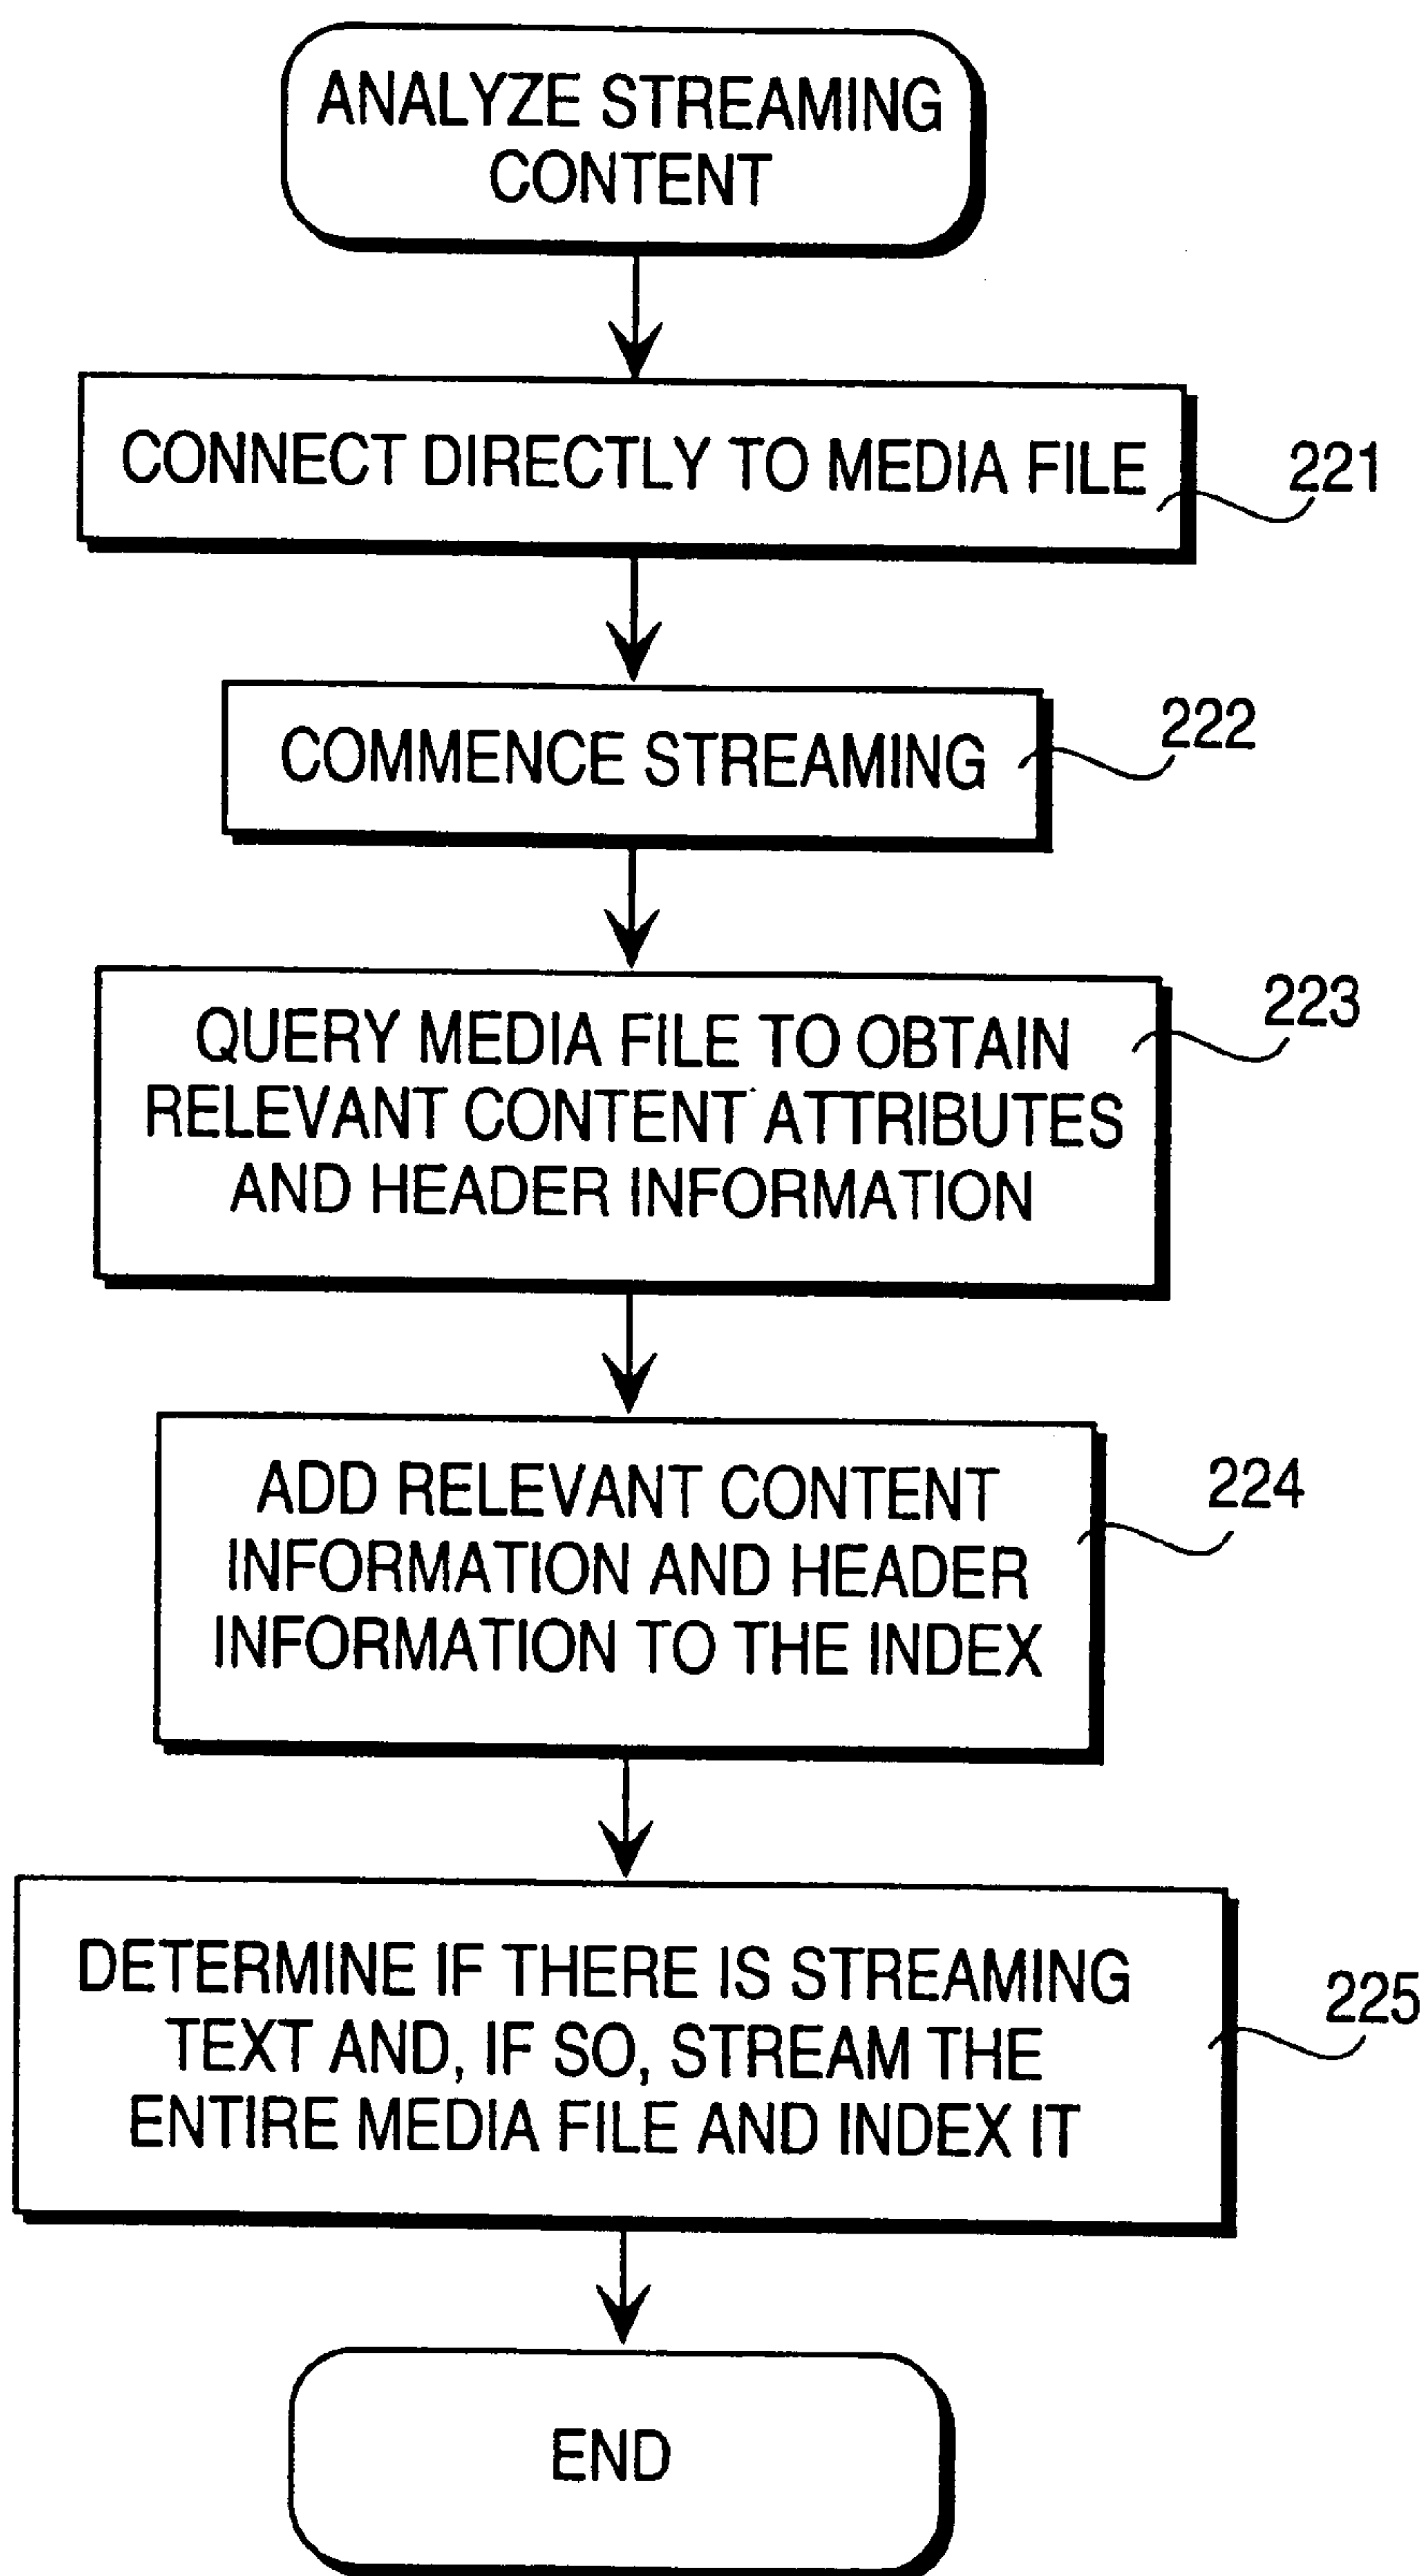 ANALYZE STREAMING
CONTENT
CONNECT DIRECTLY TO MEDIA FILE
221
COMMENCE STREAMING
222
QUERY MEDIA FILE TO OBTAIN
RELEVANT CONTENT ATTRIBUTES
AND HEADER INFORMATION
223
ADD RELEVANT CONTENT
INFORMATION AND HEADER
INFORMATION TO THE INDEX
224
DETERMINE IF THERE IS STREAMING
TEXT AND, IF SO, STREAM THE
ENTIRE MEDIA FILE AND INDEX IT
225
END